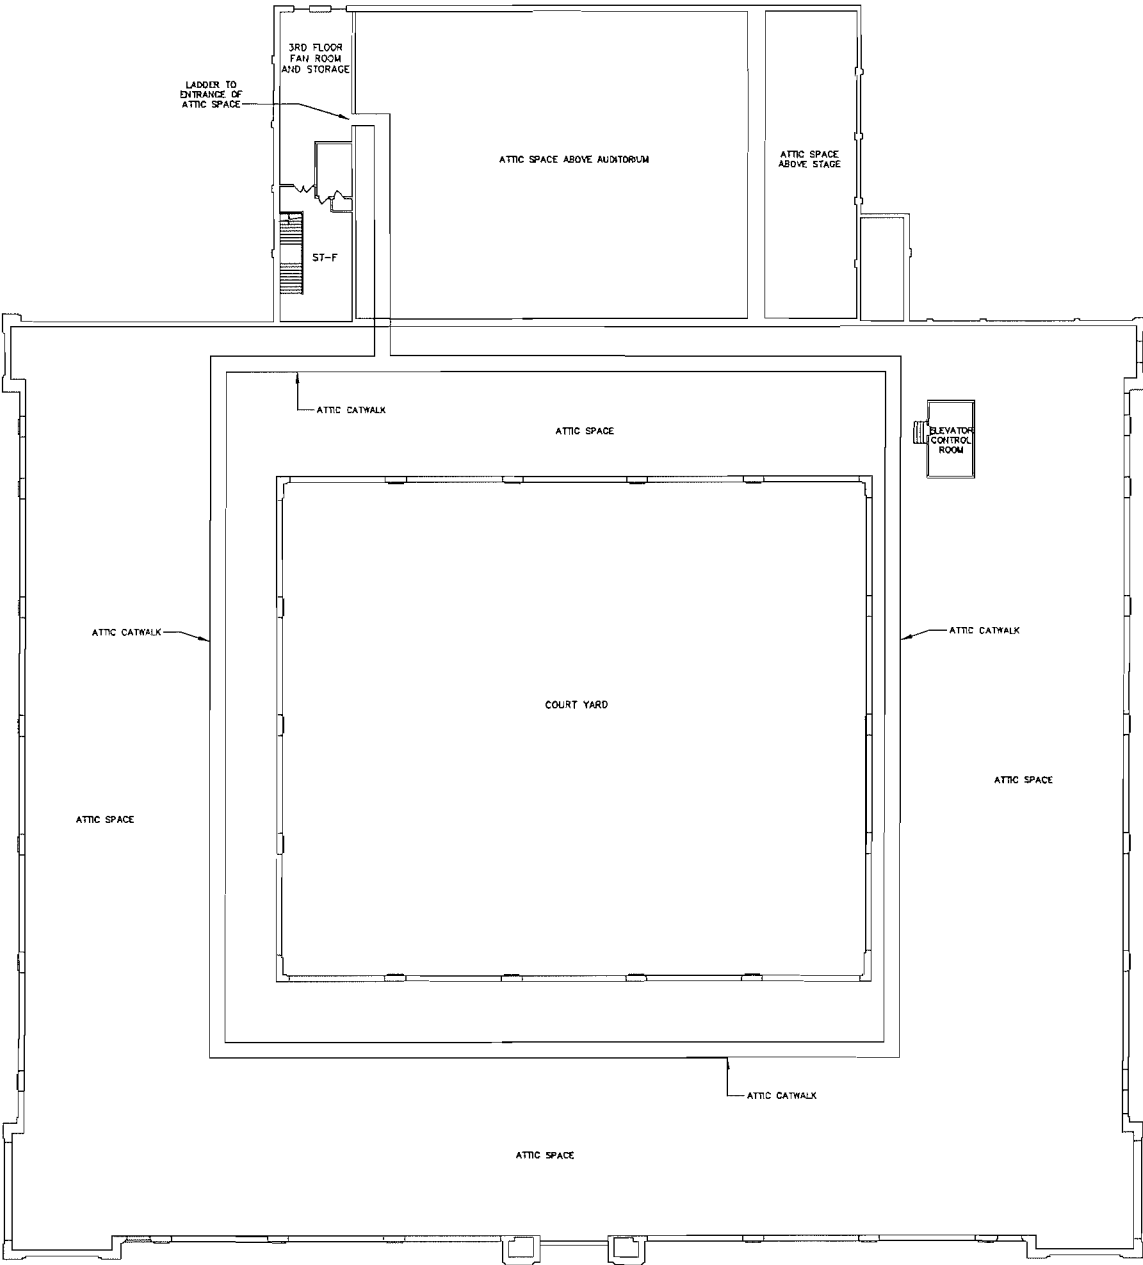 3RD FLOOR
FAN ROOM
AND STORAGE
LADDER TO
ENTRANCE OF
ATTIC SPACE
ATTIC SPACE ABOVE AUDITORIUM
ATTIC SPACE
ABOVE STAGE
ST-F
ATTIC CATWALK
ATTIC SPACE
ELEVATOR
CONTROL
ROOM
ATTIC CATWALK
ATTIC CATWALK
COURT YARD
ATTIC SPACE
ATTIC SPACE
ATTIC CATWALK
ATTIC SPACE